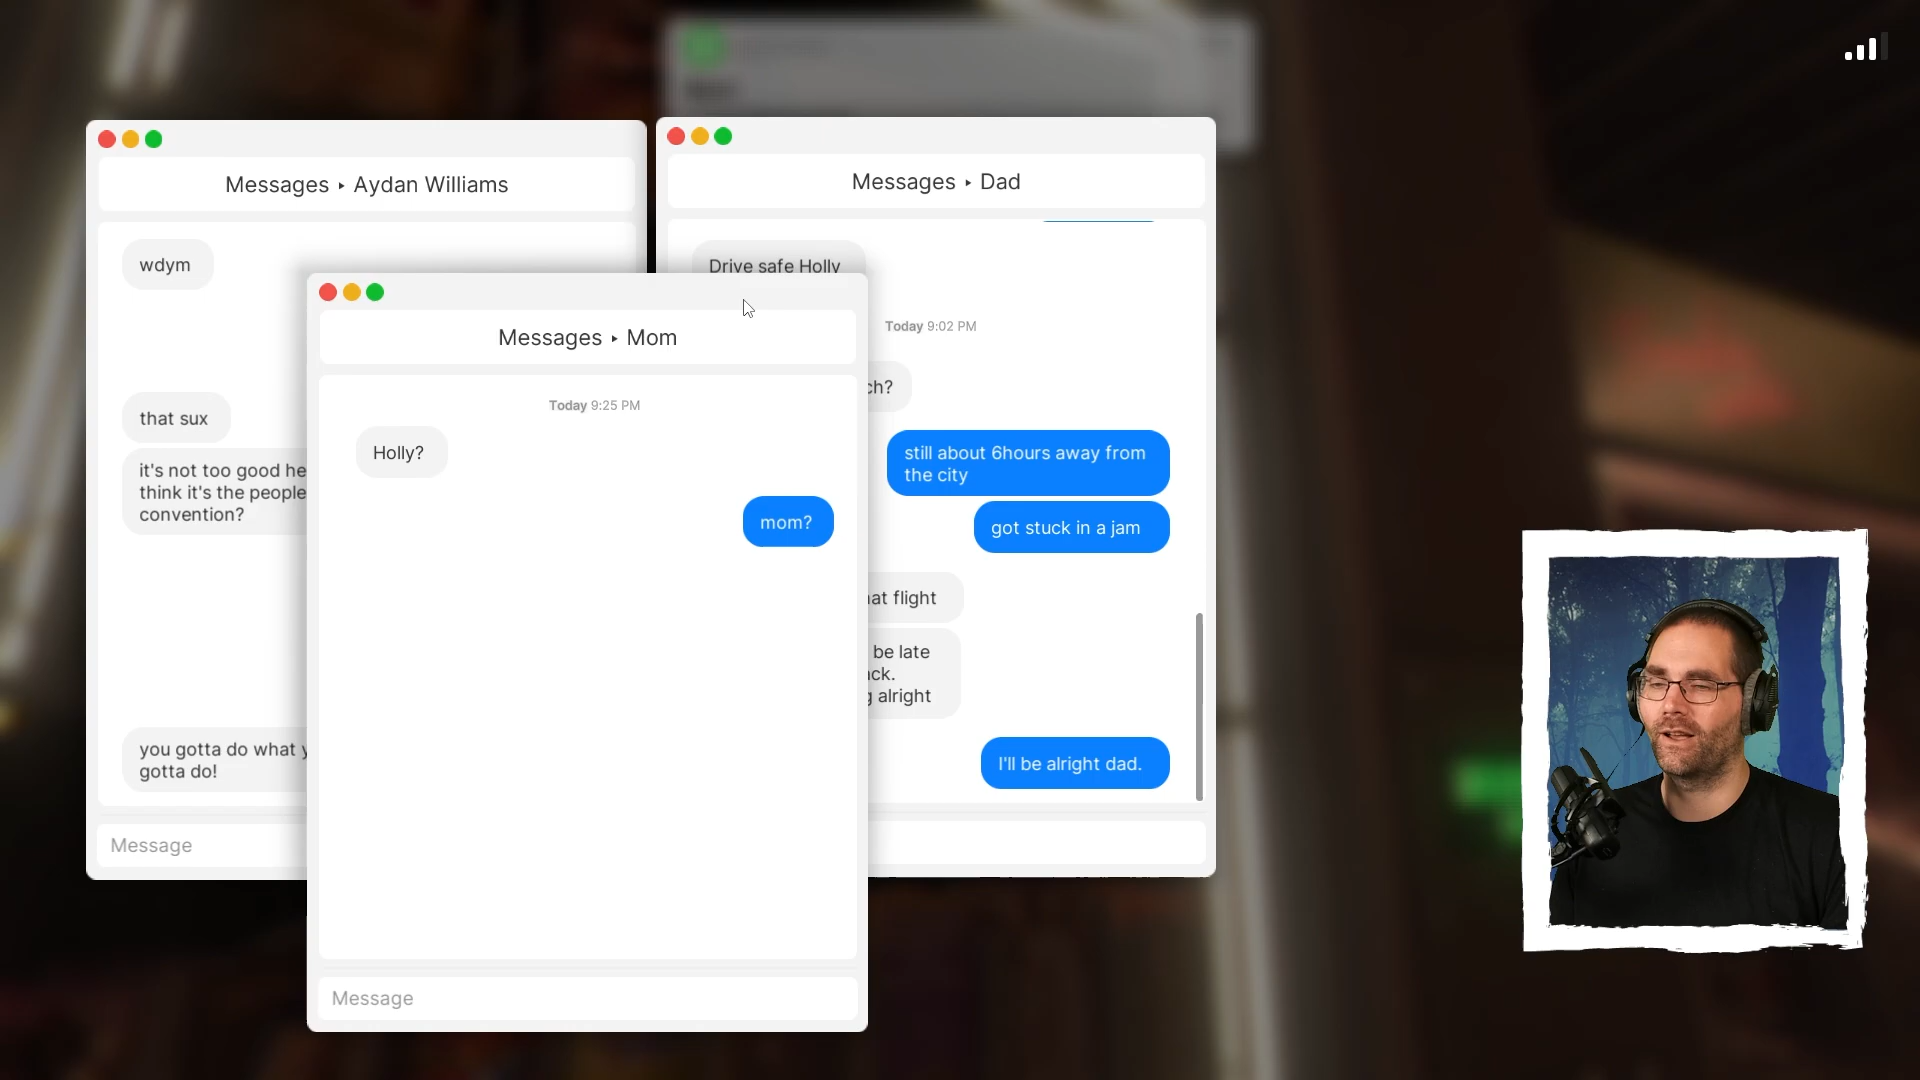 Messages ▸ Aydan Williams
wdym
that sux
it's not too good he
think it's the people
convention?
you gotta do what y
gotta do!
Message
Messages ▸ Mom
Today 9:25 PM
Holly?
mom?
Message
Messages ▸ Dad
Drive safe Holly
Today 9:02 PM
ch?
still about 6hours away from
the city
got stuck in a jam
at flight
be late
ck.
g alright
I'll be alright dad.